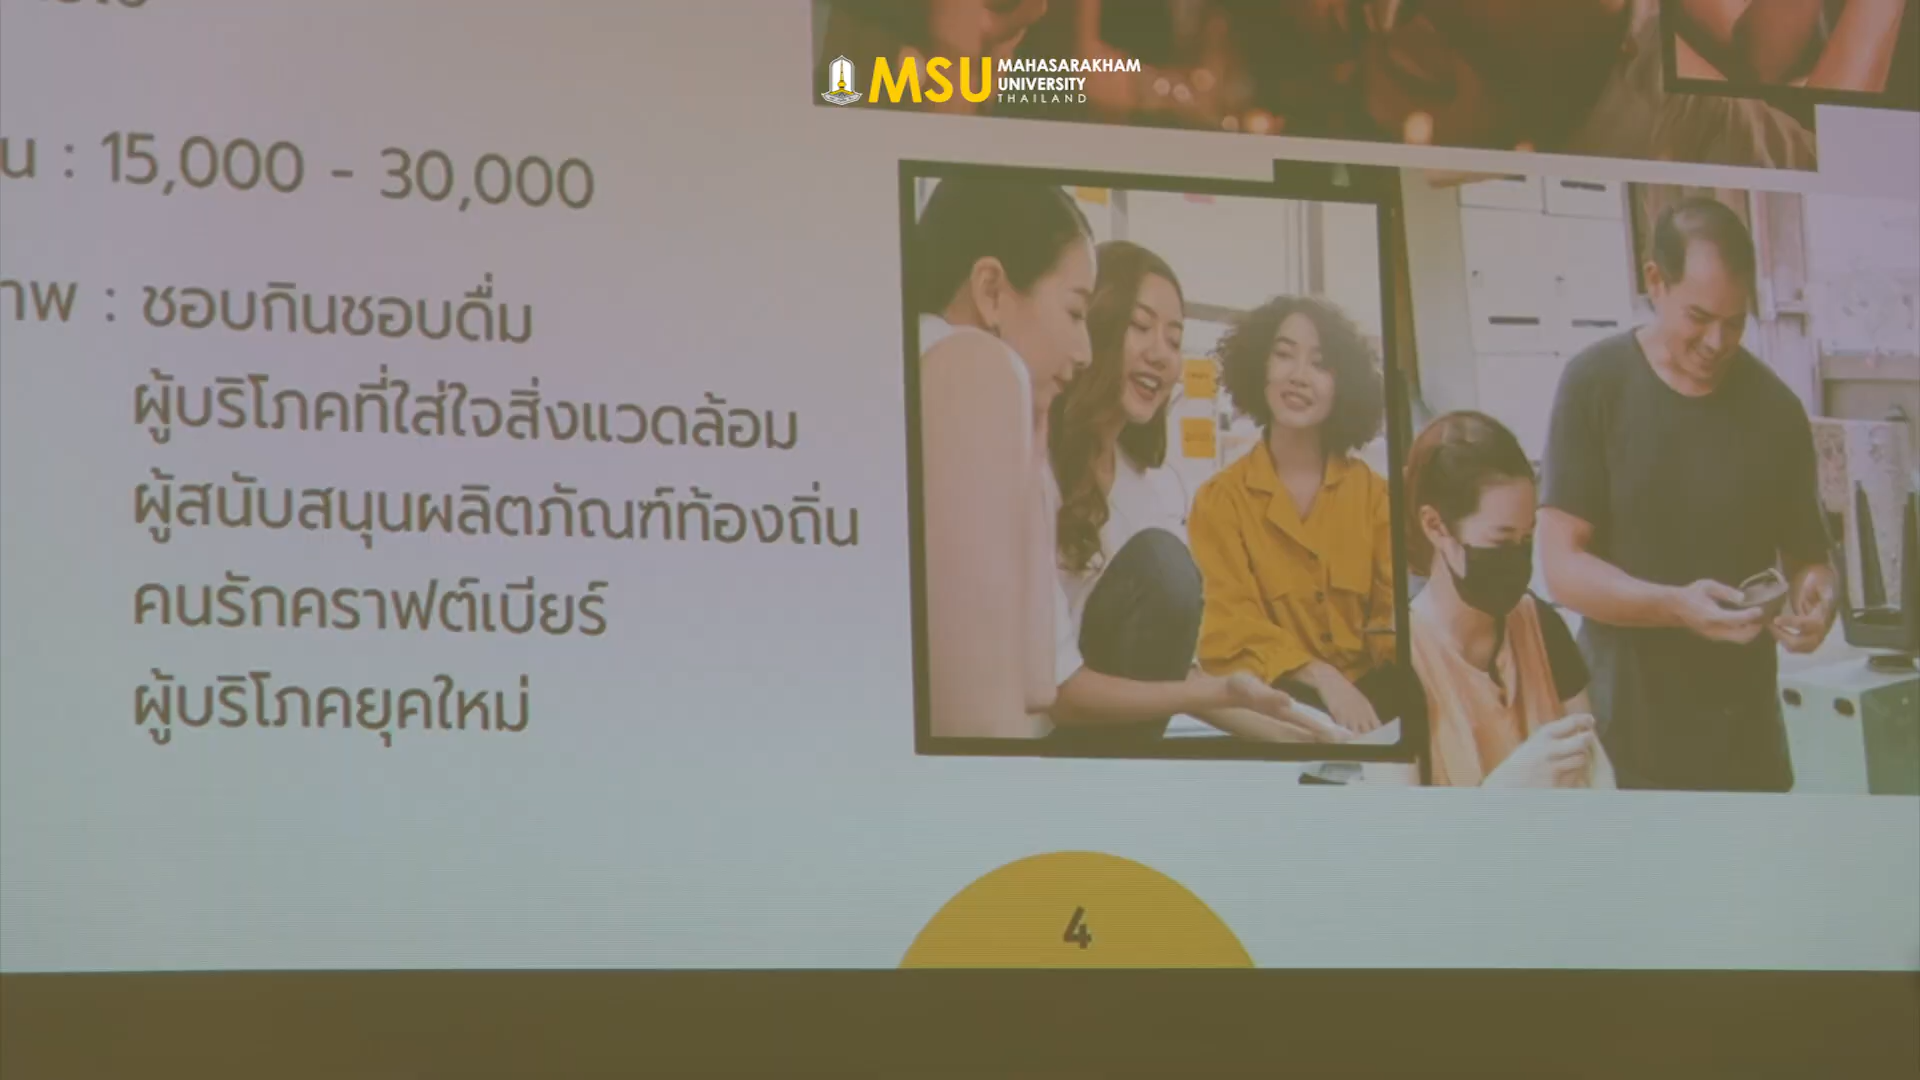 MSU MAHASARAKHAM
UNIVERSITY
THAILAND
น : 15,000 - 30,000
าพ : ชอบกินชอบดื่ม
ผู้บริโภคที่ใส่ใจสิ่งแวดล้อม
ผู้สนับสนุนผลิตภัณฑ์ท้องถิ่น
คนรักคราฟต์เบียร์
ผู้บริโภคยุคใหม่
4